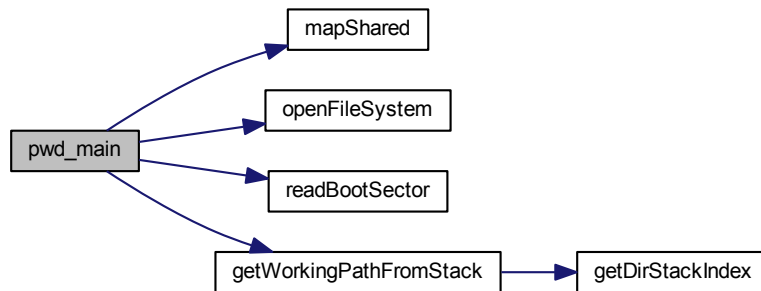 mapShared
openFileSystem
pwd_main
readBootSector
getWorkingPathFromStack
getDirStackIndex